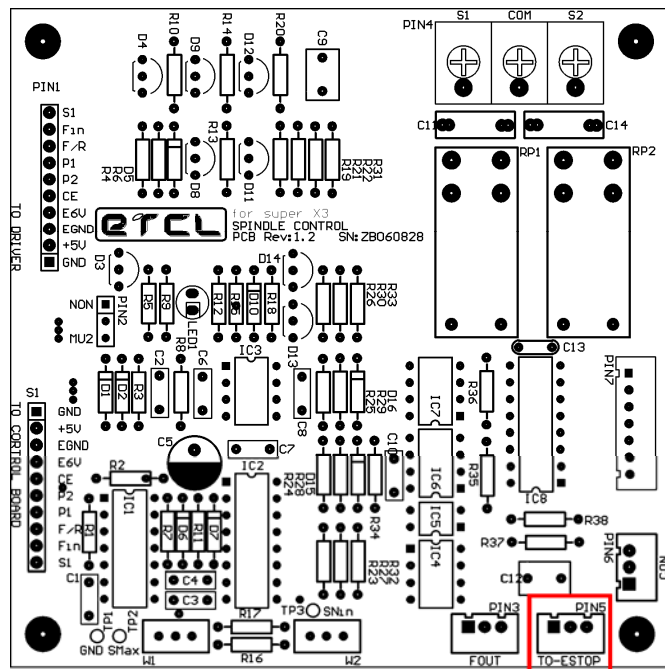 PIN4
S1 COM S2
R10
D4
D9
R14
D12
R20
C9
PIN1
S1
Fin
F/R
P1
P2
CE
E6V
EGND
+5V
GND
TO DRIVER
C11
C14
RP1
RP2
R4
R6
D5
D8
R13
D11
R19
R21
R22
R31
ETCL
for super X3
SPINDLE CONTROL
PCB Rev:1.2 SN:ZB060828
D3
D14
NON
PIN2
MU2
R5
R9
LED1
R12
D10
R18
D13
R26
R30
R33
C13
PIN7
S1
GND
+5V
EGND
E6V
CE
P2
P1
F/R
Fin
S1
TO CONTROL BOARD
D1
D2
R3
C2
R8
C6
IC3
C8
R25
R29
D16
IC7
R36
C5
C7
C10
R2
IC1
IC2
R24
R28
D15
R34
IC6
R35
IC8
R1
R7
D6
R11
D7
IC5
IC4
R38
R37
PIN6
CON
C1
C4
C3
R23
R27
R32
C12
TP1
TP2
GND SMax
W1
R17
R16
TP3 SNin
W2
PIN3
FOUT
PIN5
TO-ESTOP